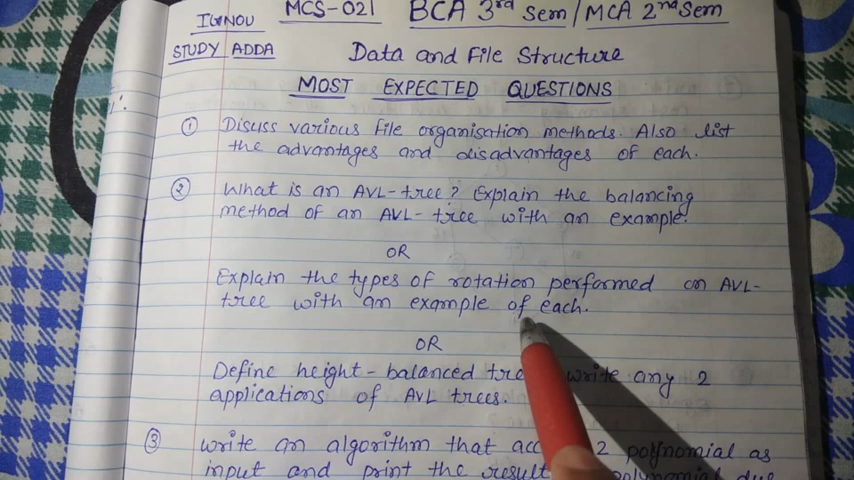 IGNOU MCS-021 BCA 3rd Sem/MCA 2nd Sem
STUDY ADDA Data and File Structure
MOST EXPECTED QUESTIONS
① Disuss various File organisation methods. Also list
the advantages and disadvantages of each.
② What is an AVL-tree? Explain the balancing
method of an AVL-tree with an example.
OR
Explain the types of rotation performed on AVL-
tree with an example of each.
OR
Define height-balanced write any 2
applications of AVL trees.
③ write an algorithm that 2 polynomial as
input and print the